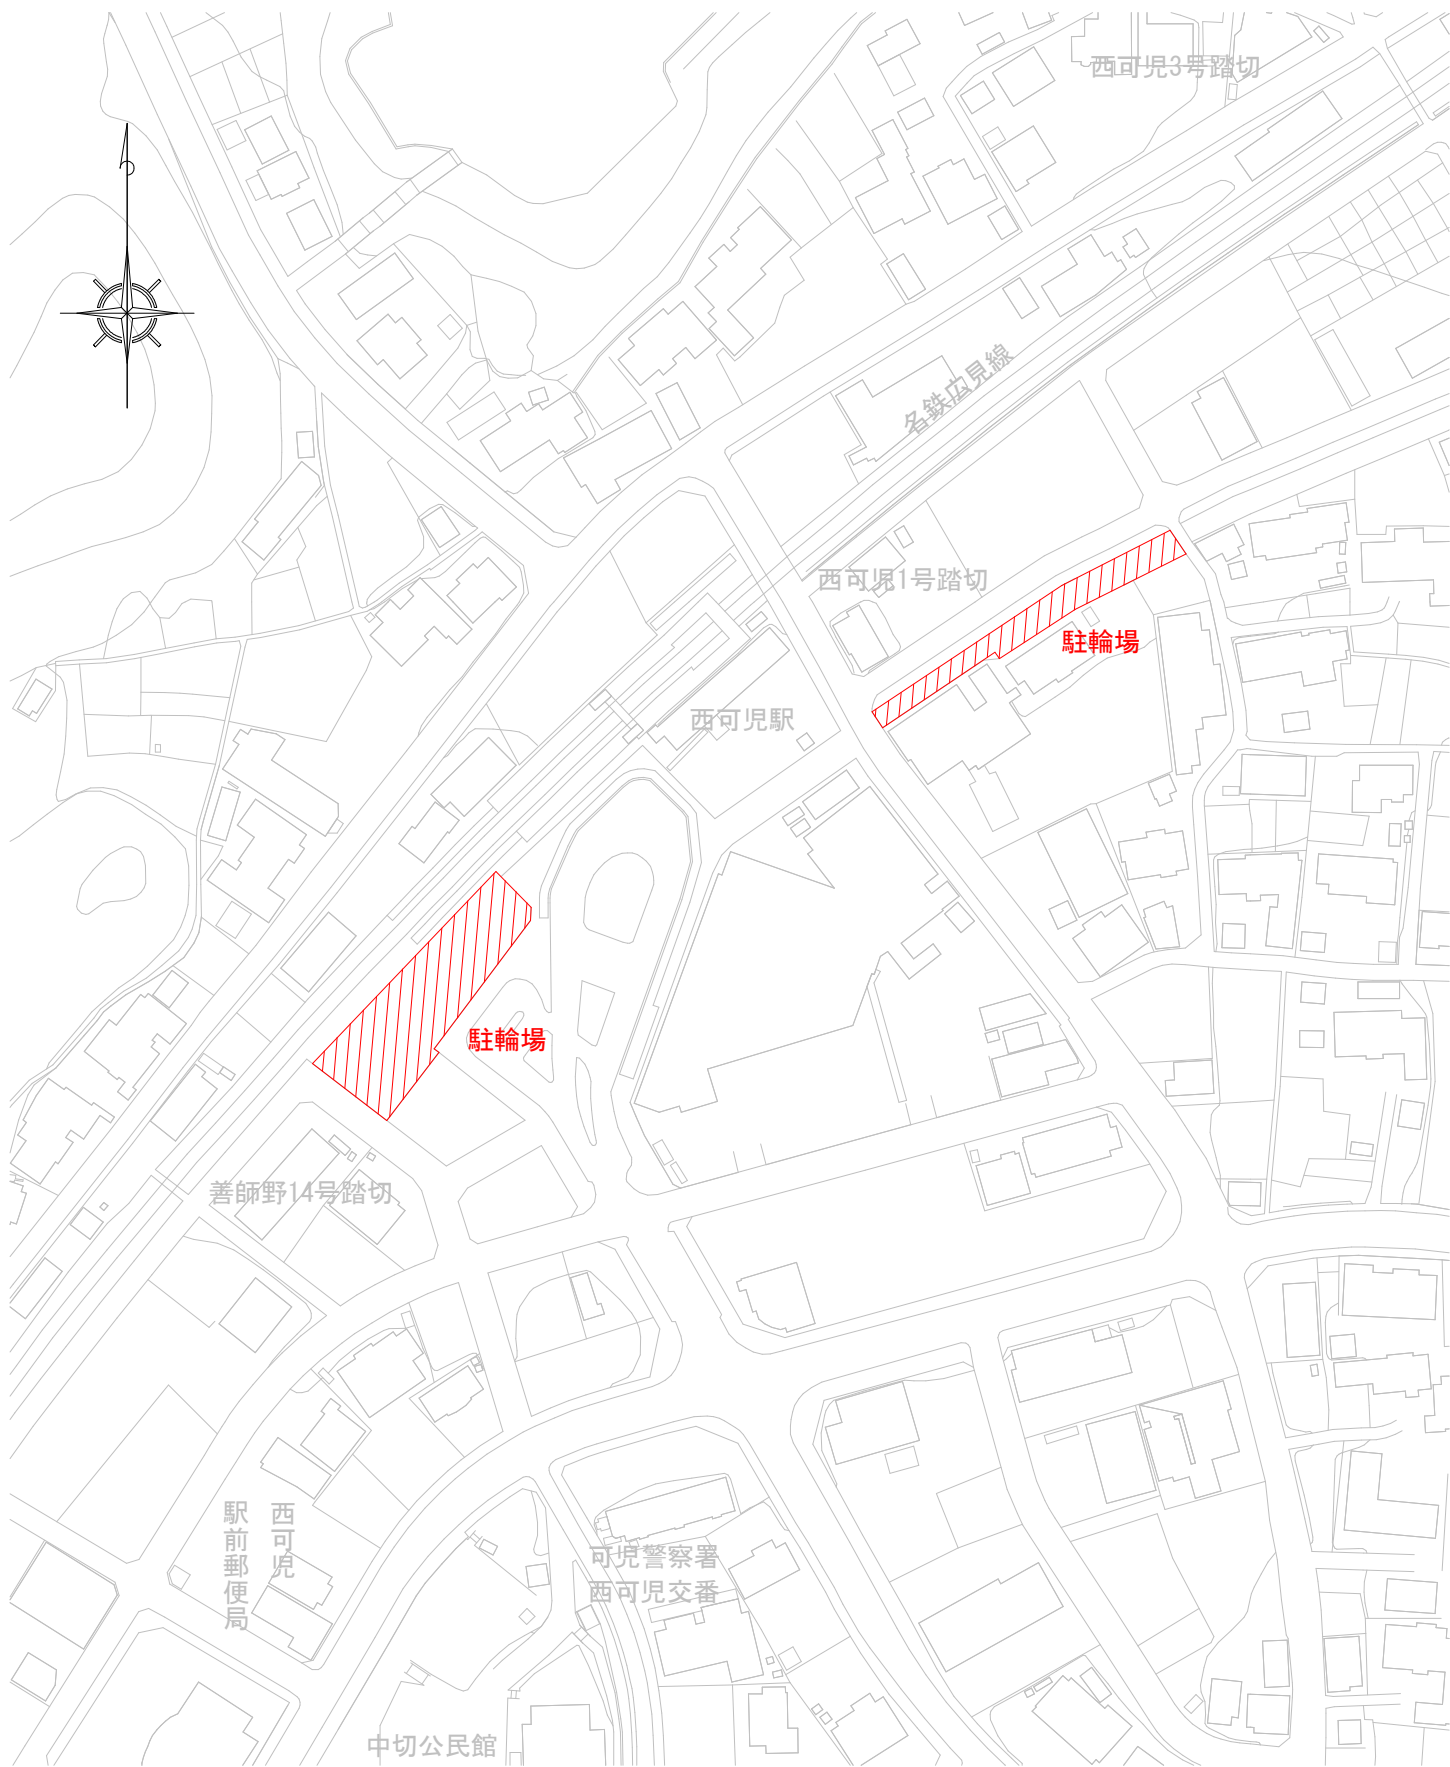 西可児3号踏切
名鉄広見線
西可児1号踏切
駐輪場
西可児駅
駐輪場
善師野14号踏切
西可児
駅前郵便局
可児警察署
西可児交番
中切公民館